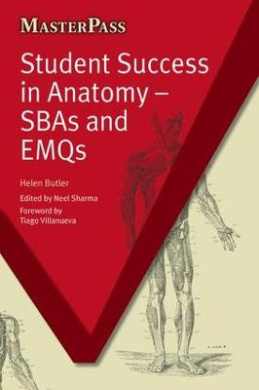 MASTERPASS
Student Success
in Anatomy –
SBAs and
EMQs
Helen Butler
Edited by Neel Sharma
Foreword by
Tiago Villanueva